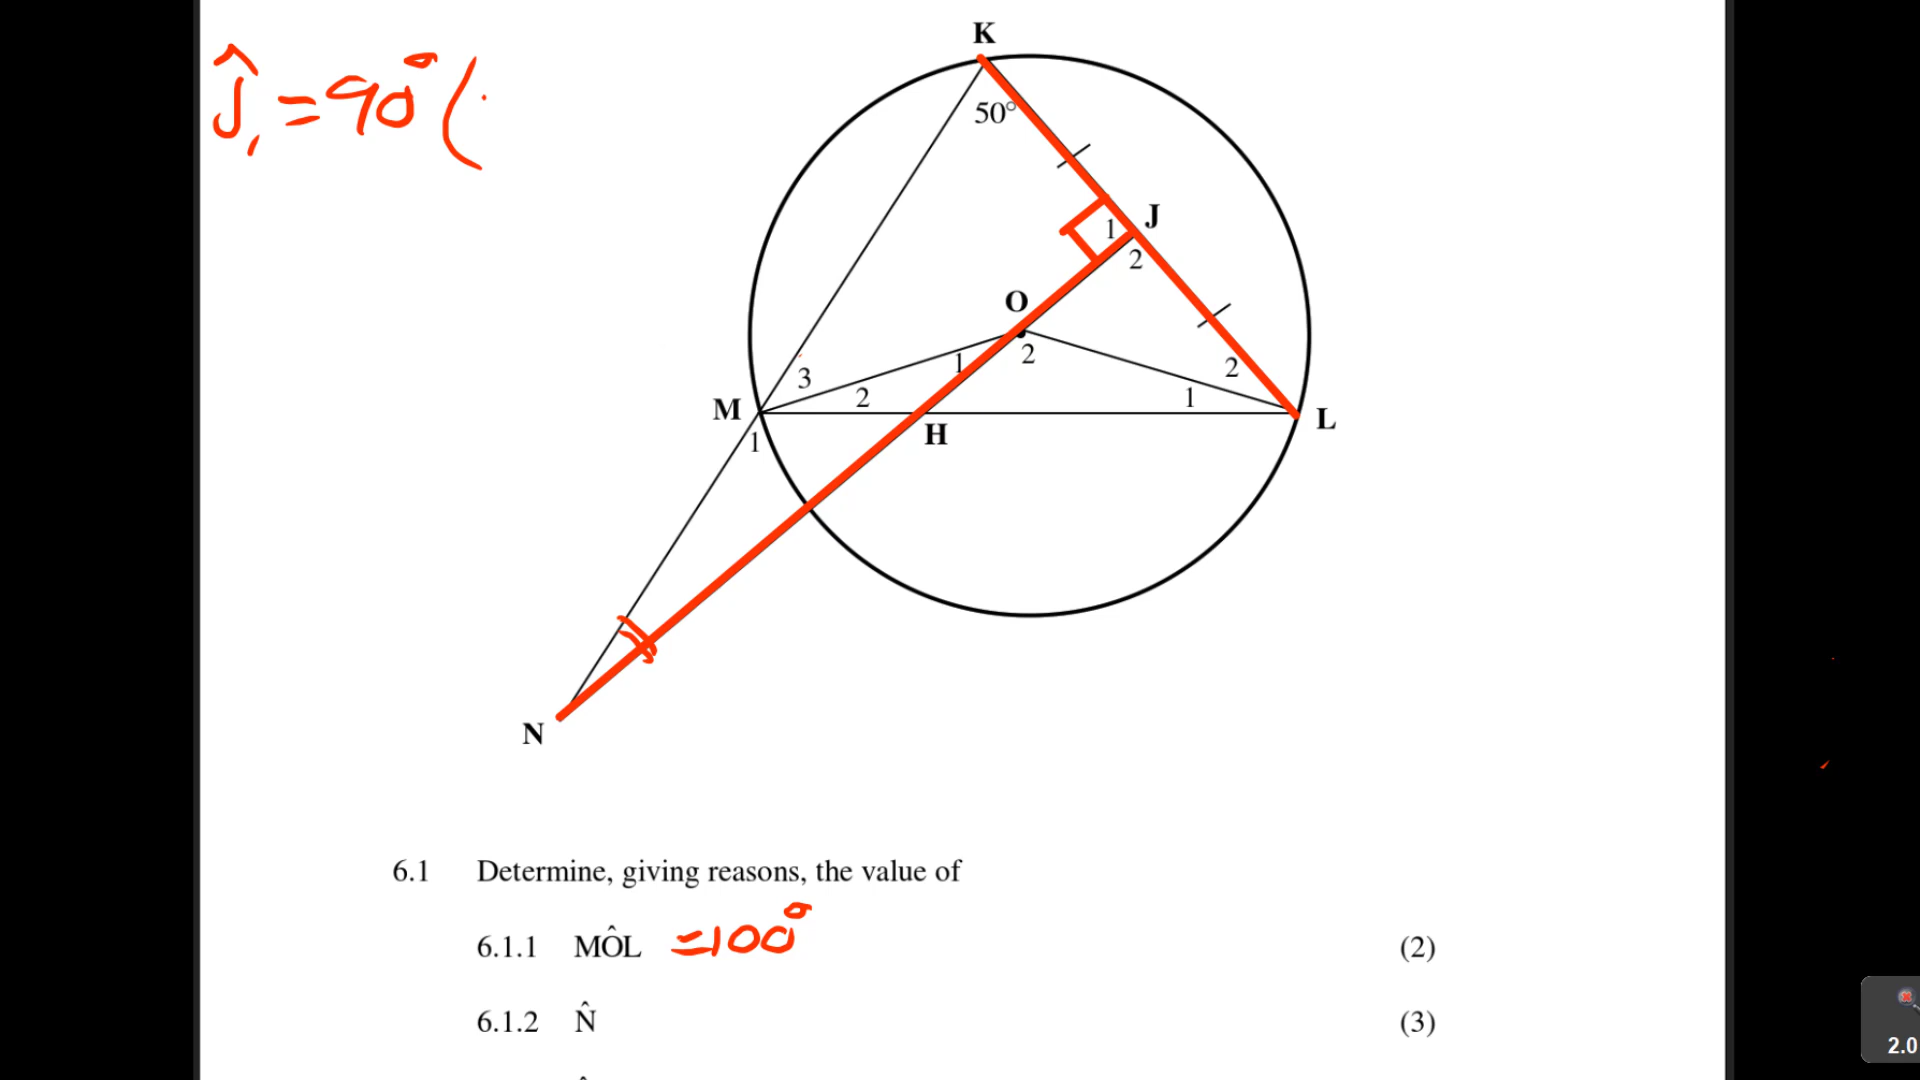 K
Ĵ₁ = 90° (
50°
J
1
2
O
1
2
2
3
2
1
M
L
1
H
N
6.1 Determine, giving reasons, the value of
6.1.1 MÔL = 100° (2)
6.1.2 N̂ (3)
2.0